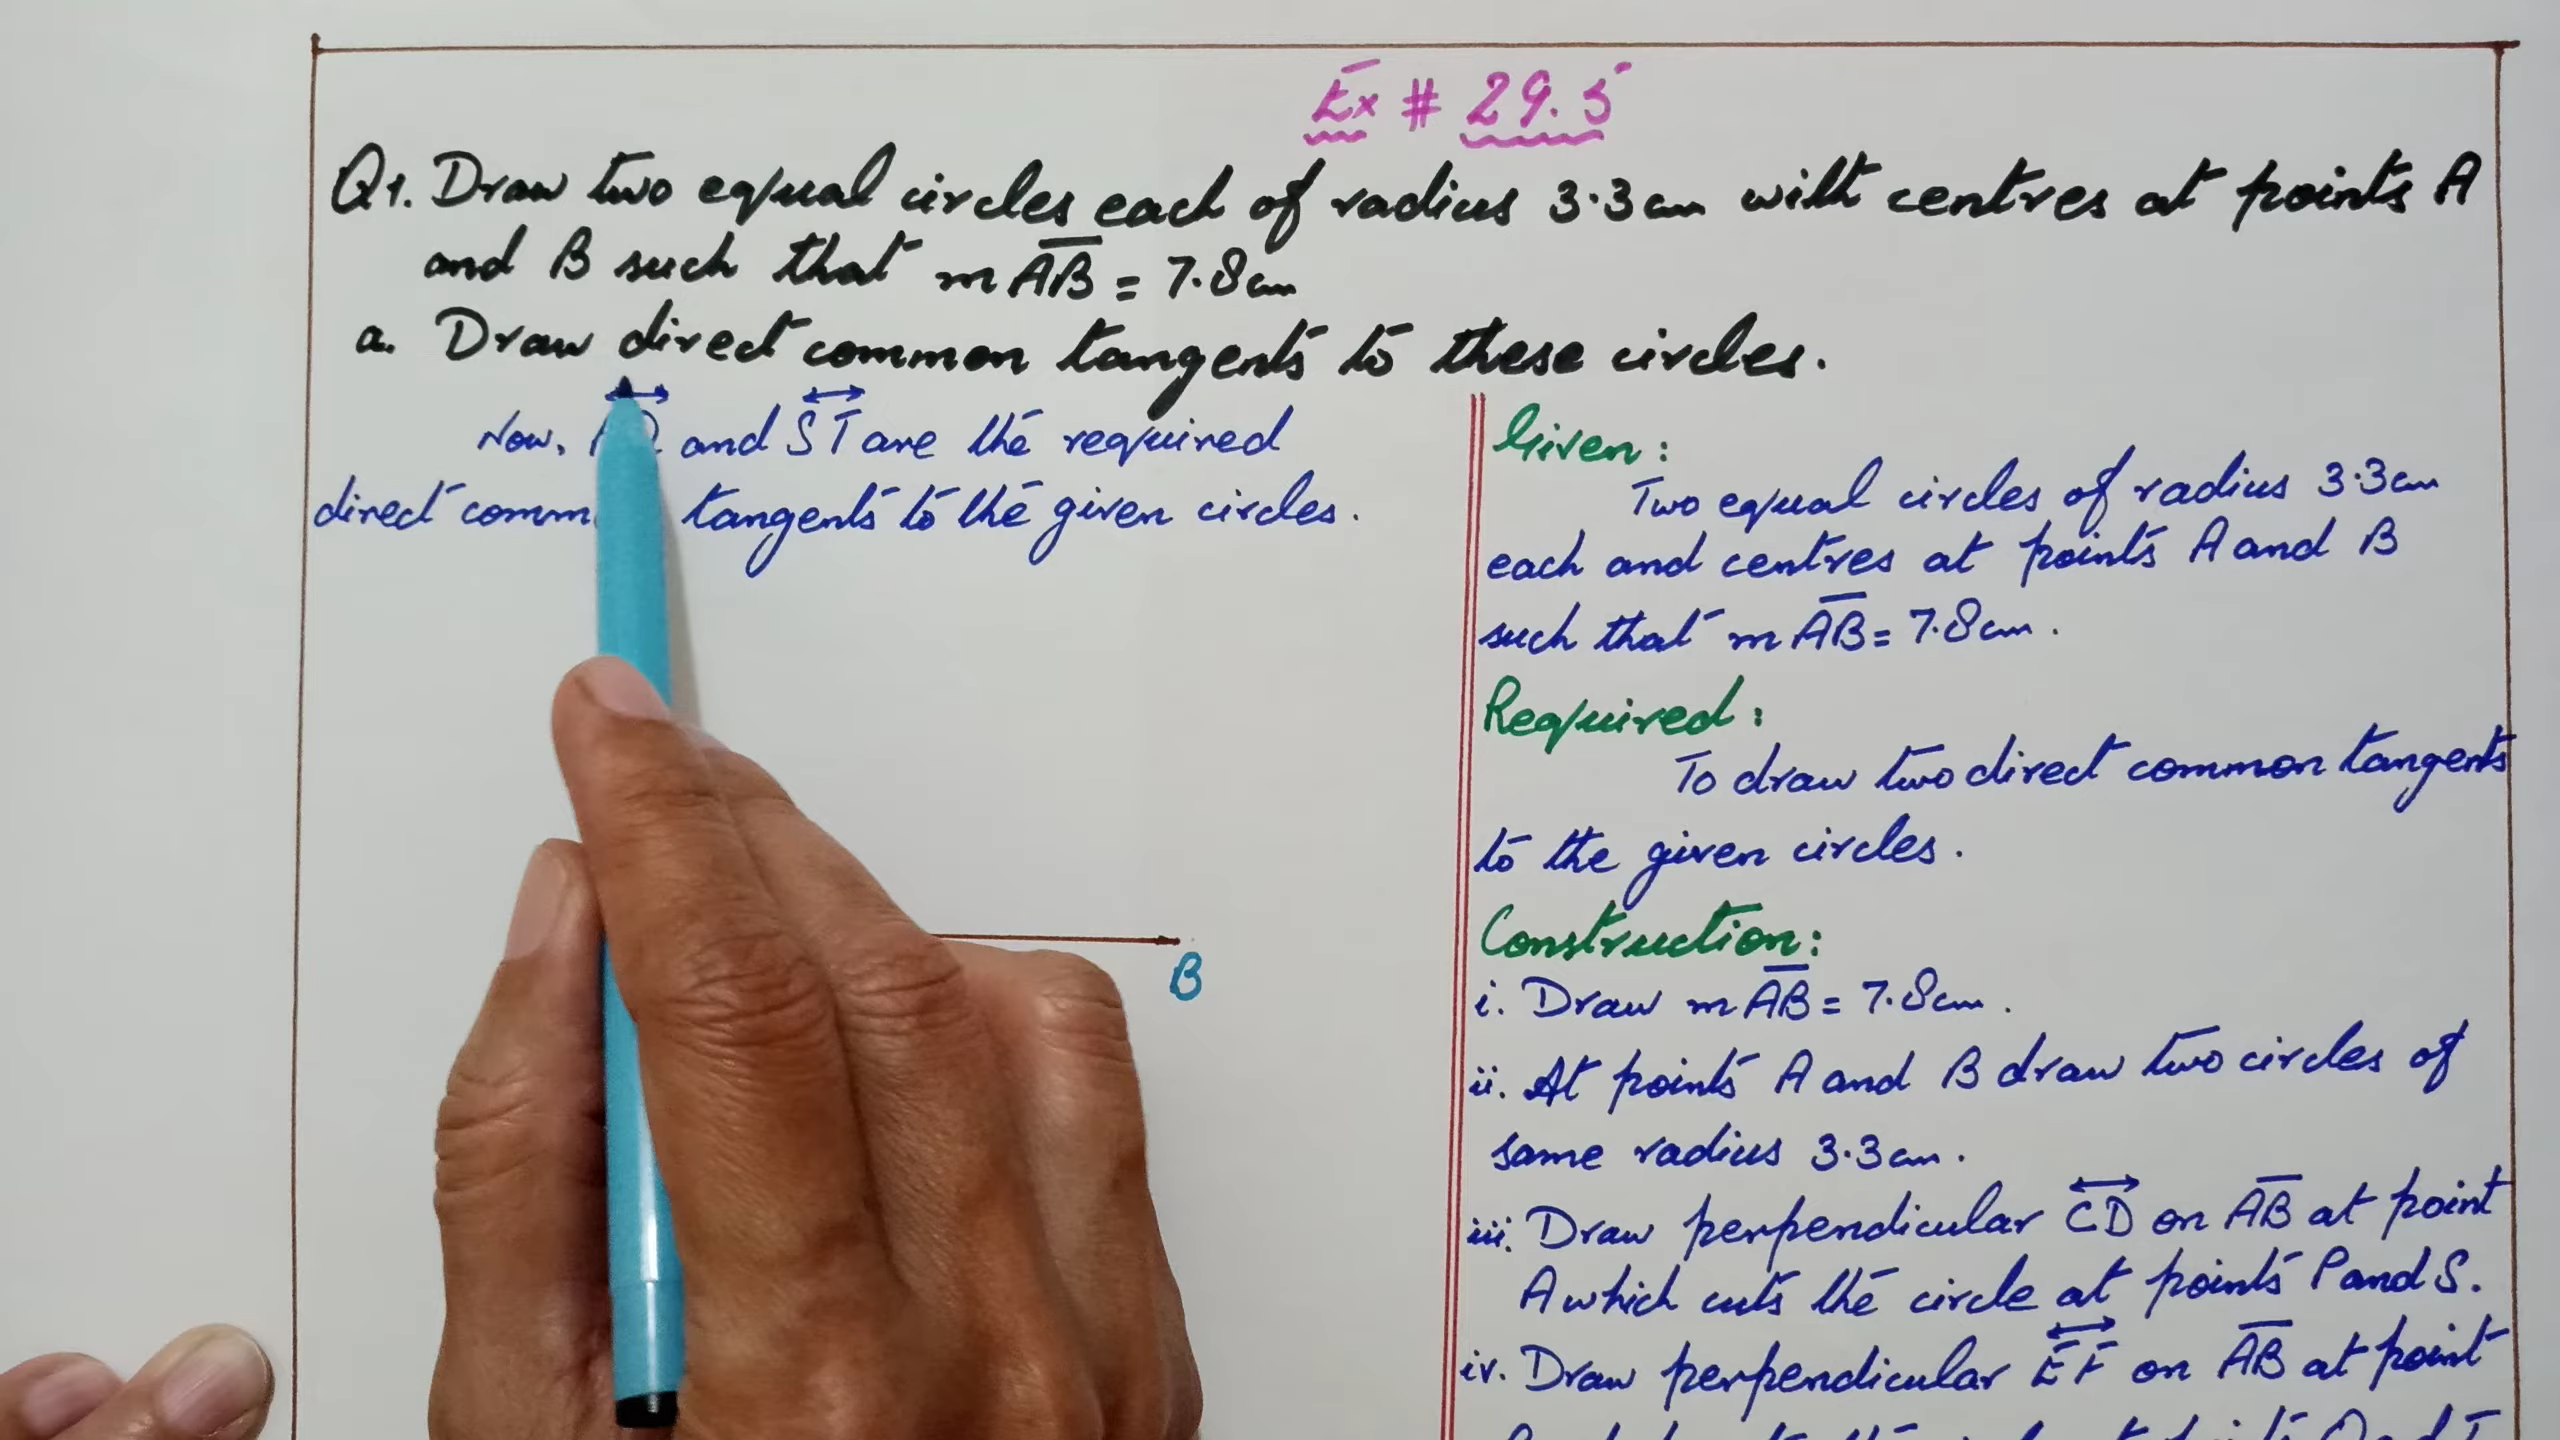 Ex # 29.5
Q1. Draw two equal circles each of radius 3.3cm with centres at points A
and B such that mAB = 7.8cm
a. Draw direct common tangents to these circles.
Now, and ST are the required
direct tangents to the given circles.
B
Given:
Two equal circles of radius 3.3cm
each and centres at points A and B
such that mAB = 7.8cm.
Required:
To draw two direct common tangents
to the given circles.
Construction:
i. Draw mAB = 7.8cm.
ii. At points A and B draw two circles of
same radius 3.3cm.
iii. Draw perpendicular CD on AB at point
A which cuts the circle at points P and S.
iv. Draw perpendicular EF on AB at point